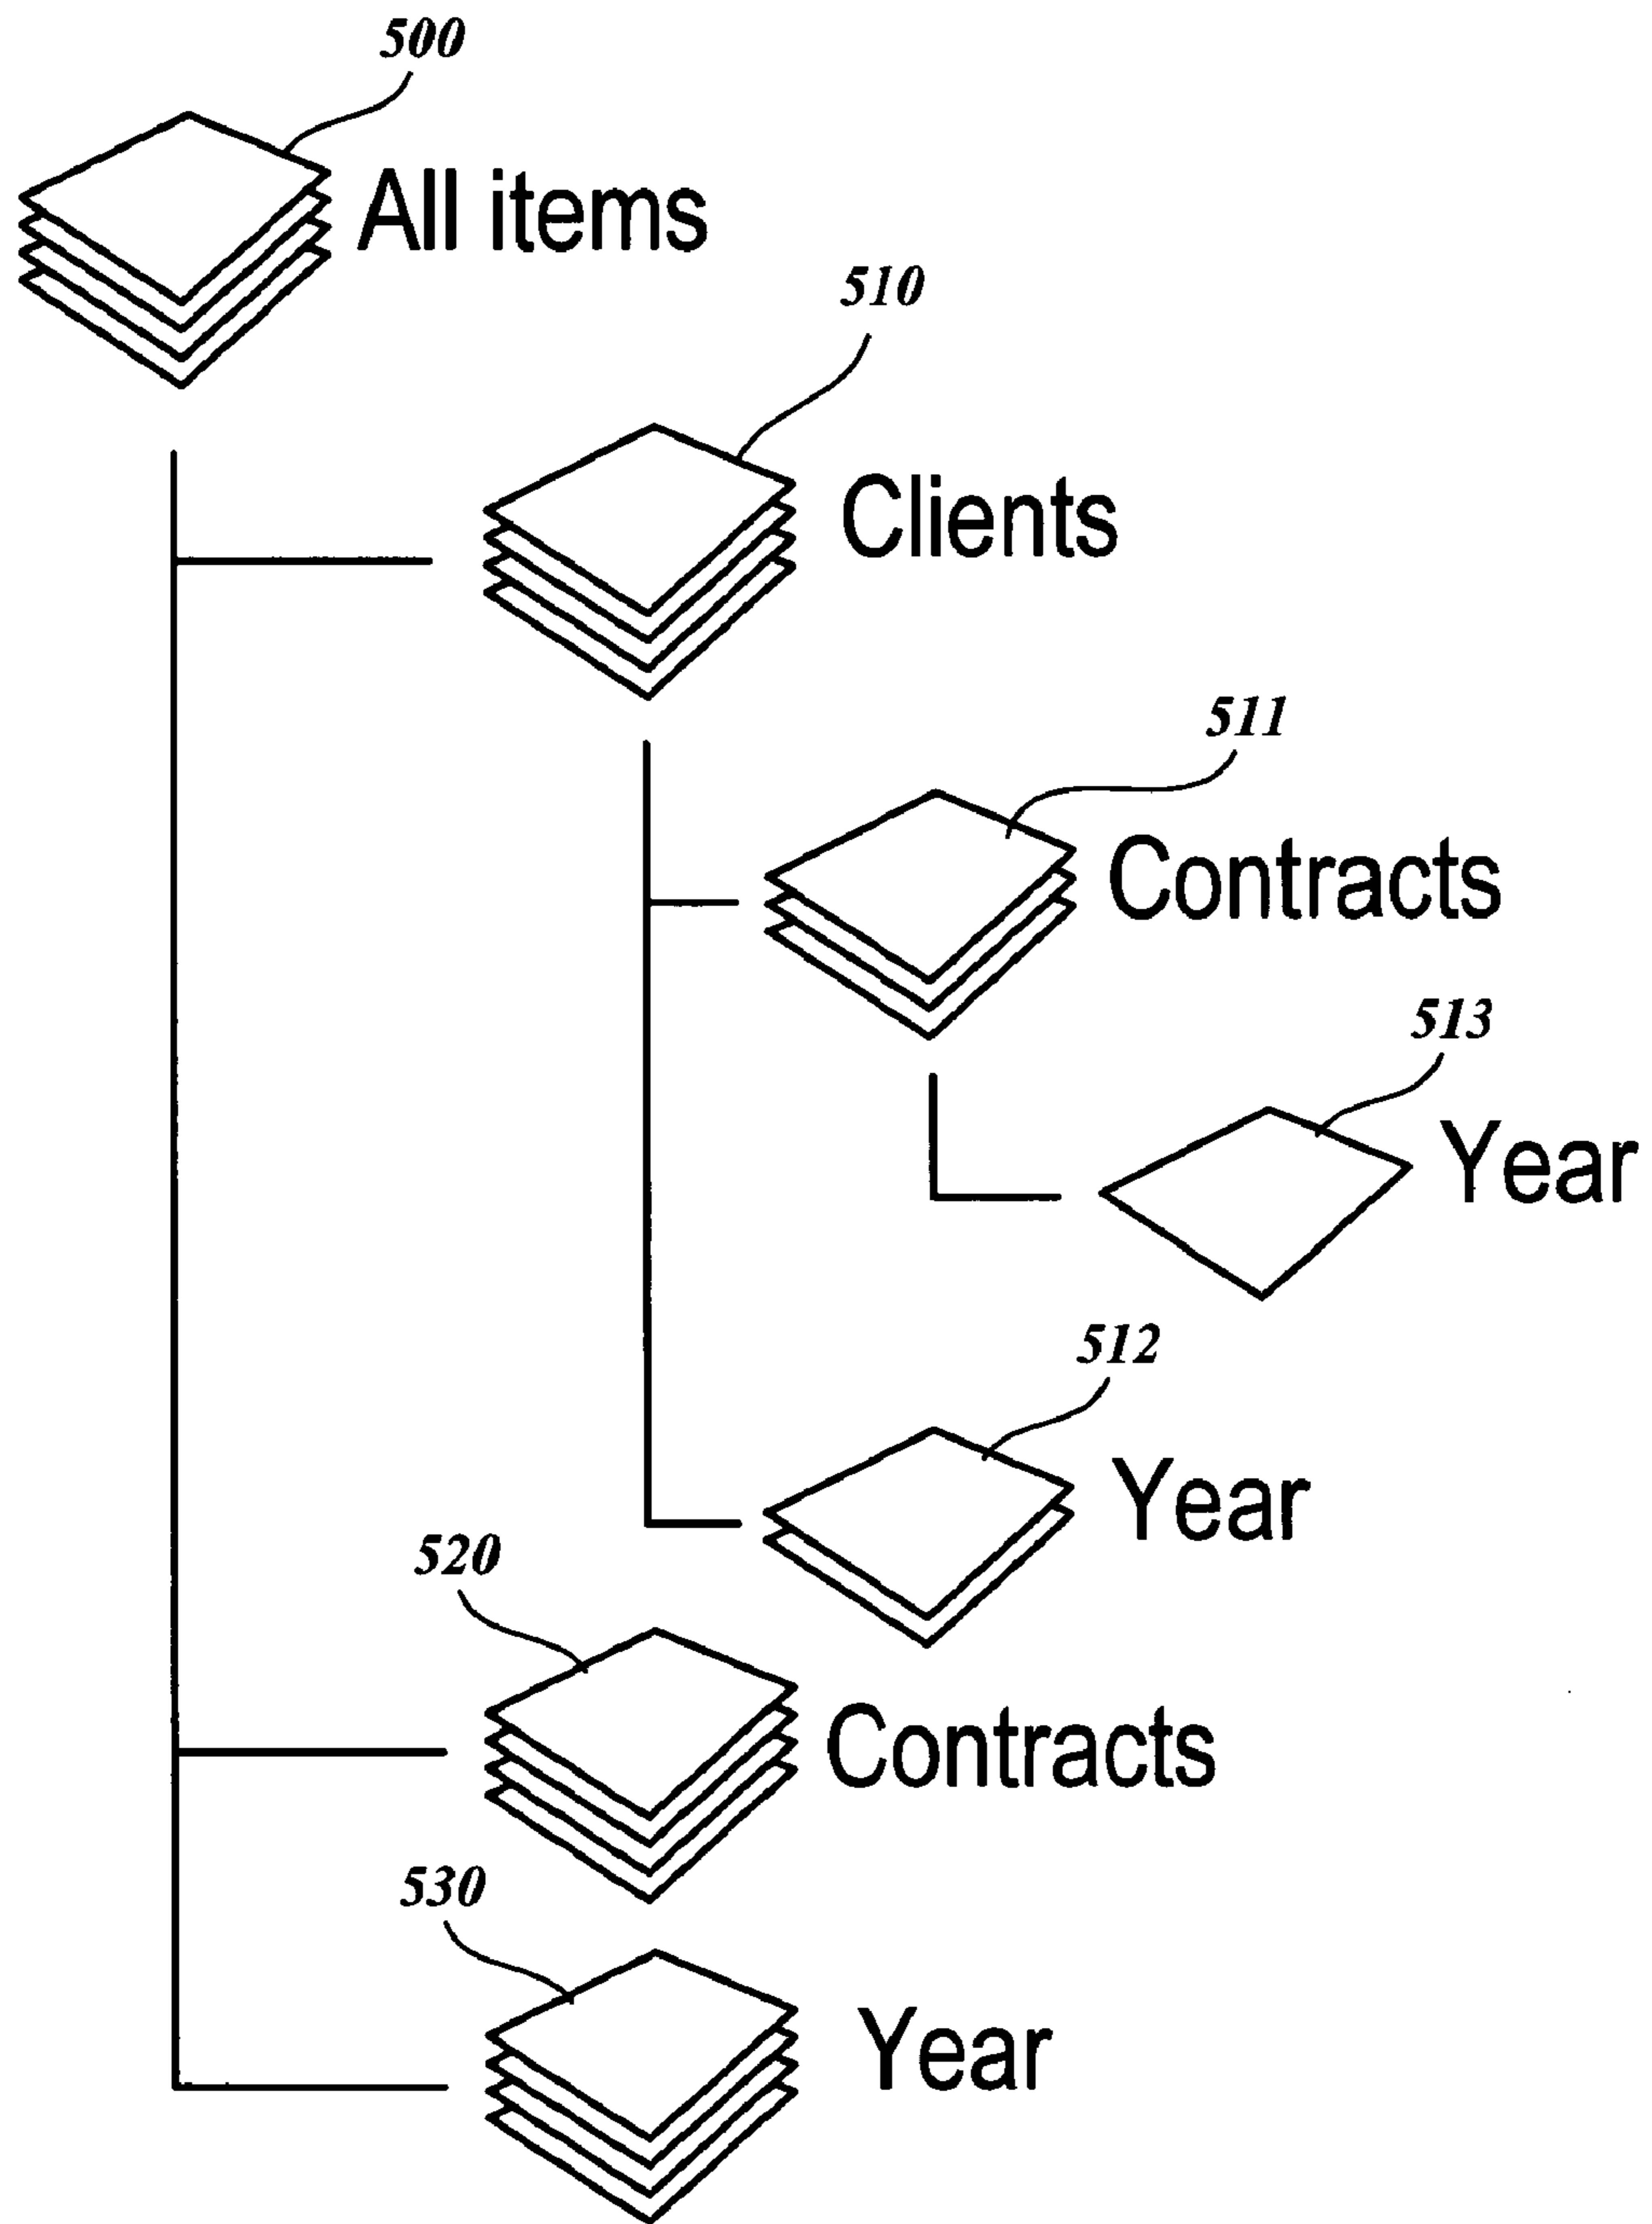 500
All items
510
Clients
511
Contracts
513
Year
512
Year
520
Contracts
530
Year